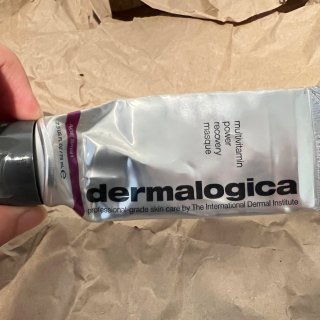 multivitamin
power
recovery
masque
dermalogica
professional-grade skin care by The International Dermal Institute